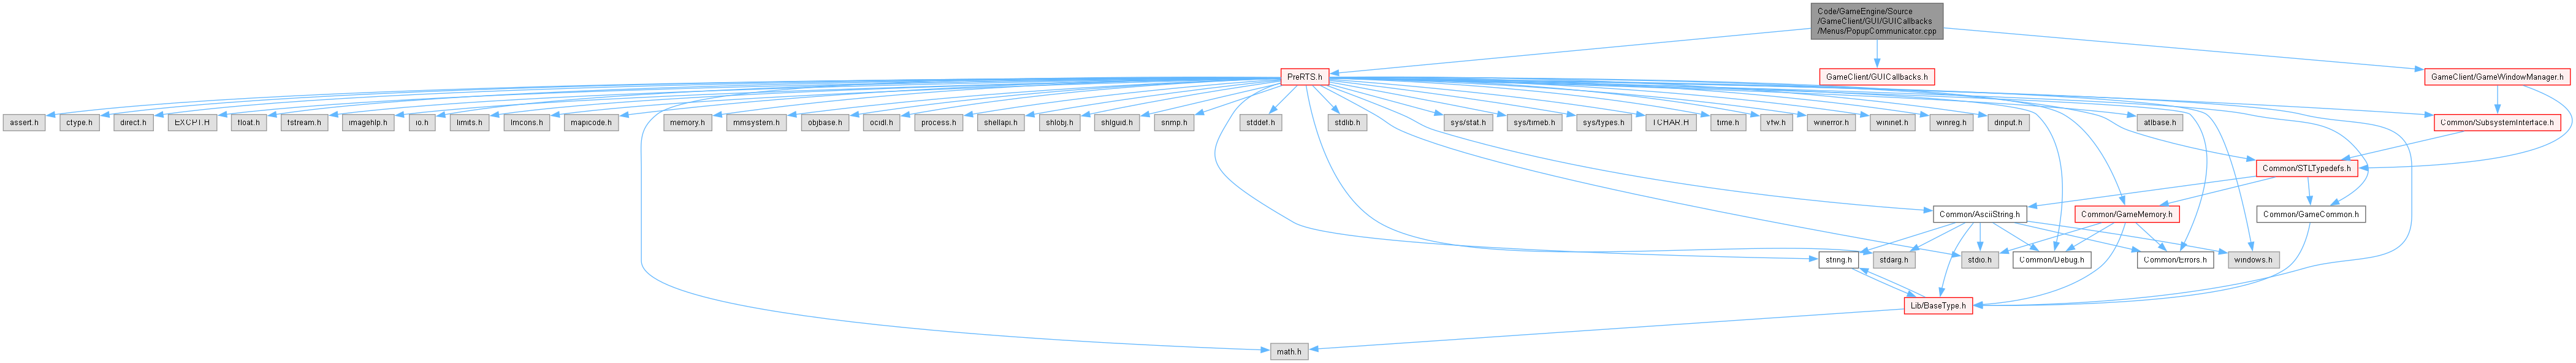 Code/GameEngine/Source
/GameClient/GUI/GUICallbacks
/Menus/PopupCommunicator.cpp
PreRTS.h
GameClient/GUICallbacks.h
GameClient/GameWindowManager.h
assert.h
ctype.h
direct.h
EXCPT.H
float.h
fstream.h
imagehlp.h
io.h
limits.h
lmcons.h
mapicode.h
memory.h
mmsystem.h
objbase.h
ocidl.h
process.h
shellapi.h
shlobj.h
shlguid.h
snmp.h
stddef.h
stdlib.h
sys/stat.h
sys/timeb.h
sys/types.h
TCHAR.H
time.h
vfw.h
winerror.h
wininet.h
winreg.h
dinput.h
atlbase.h
Common/SubsystemInterface.h
Common/STLTypedefs.h
Common/AsciiString.h
Common/GameMemory.h
Common/GameCommon.h
string.h
stdarg.h
stdio.h
Common/Debug.h
Common/Errors.h
windows.h
Lib/BaseType.h
math.h